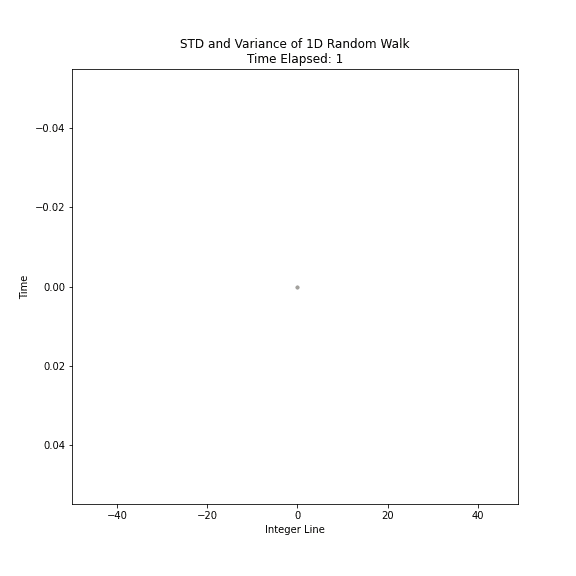 STD and Variance of 1D Random Walk
Time Elapsed: 1
−0.04
−0.02
0.00
0.02
0.04
Time
−40 −20 0 20 40
Integer Line